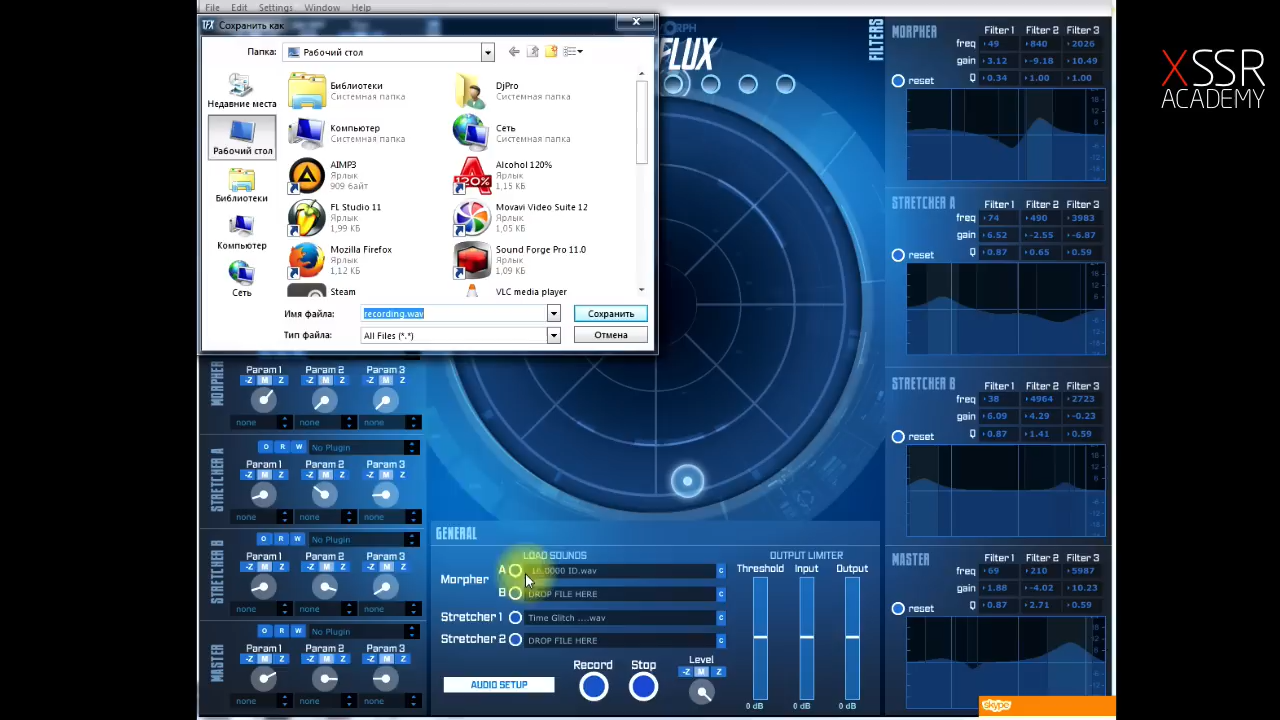 File Edit Settings Window Help
TFX Сохранить как
Папка: Рабочий стол
Недавние места
Рабочий стол
Библиотеки
Компьютер
Сеть
Библиотеки
Системная папка
DjPro
Системная папка
Компьютер
Системная папка
Сеть
Системная папка
AIMP3
Ярлык
909 байт
Alcohol 120%
Ярлык
1,15 КБ
FL Studio 11
Ярлык
1,99 КБ
Movavi Video Suite 12
Ярлык
1,05 КБ
Mozilla Firefox
Ярлык
1,12 КБ
Sound Forge Pro 11.0
Ярлык
1,09 КБ
Steam
VLC media player
Имя файла: recording.wav Сохранить
Тип файла: All Files (*.*) Отмена
FLUX
FILTERS
XSSR
ACADEMY
MORPHER Filter 1 Filter 2 Filter 3
freq 49 840 2026
gain 3.12 -9.18 10.49
reset Q 0.34 1.00 1.00
STRETCHER A Filter 1 Filter 2 Filter 3
freq 74 490 3983
gain 6.52 -2.55 -6.87
reset Q 0.87 0.65 0.59
STRETCHER B Filter 1 Filter 2 Filter 3
freq 38 4964 2723
gain 6.09 4.29 -0.23
reset Q 0.87 1.41 0.59
MASTER Filter 1 Filter 2 Filter 3
freq 69 210 5987
gain 1.88 -4.02 10.23
reset Q 0.87 2.71 0.59
MORPHER
Param 1 Param 2 Param 3
-Z M Z -Z M Z -Z M Z
none none none
STRETCHER A
O R W No Plugin
Param 1 Param 2 Param 3
-Z M Z -Z M Z -Z M Z
none none none
STRETCHER B
O R W No Plugin
Param 1 Param 2 Param 3
-Z M Z -Z M Z -Z M Z
none none none
MASTER
O R W No Plugin
Param 1 Param 2 Param 3
-Z M Z -Z M Z -Z M Z
none none none
GENERAL
LOAD SOUNDS
Morpher
A ID.wav C
B DROP FILE HERE C
Stretcher 1 Time Glitch ....wav C
Stretcher 2 DROP FILE HERE C
AUDIO SETUP
Record Stop Level
-Z M Z
OUTPUT LIMITER
Threshold Input Output
0 dB 0 dB 0 dB
skype